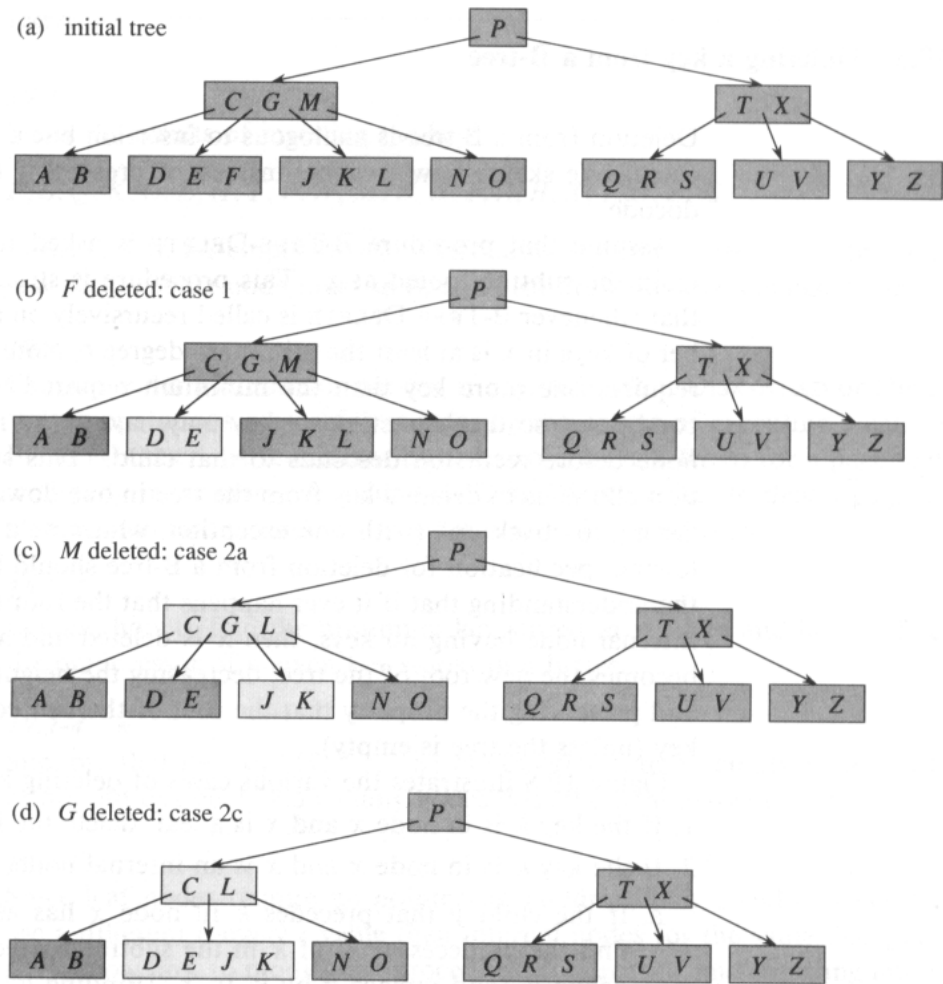 (a) initial tree
P
C G M
T X
A B
D E F
J K L
N O
Q R S
U V
Y Z
(b) F deleted: case 1
P
C G M
T X
A B
D E
J K L
N O
Q R S
U V
Y Z
(c) M deleted: case 2a
P
C G L
T X
A B
D E
J K
N O
Q R S
U V
Y Z
(d) G deleted: case 2c
P
C L
T X
A B
D E J K
N O
Q R S
U V
Y Z